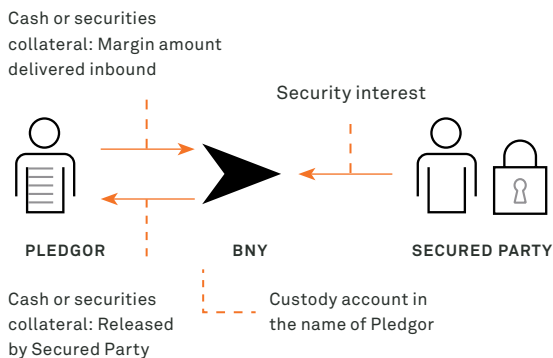 Cash or securities
collateral: Margin amount
delivered inbound
Security interest
PLEDGOR
BNY
SECURED PARTY
Cash or securities
collateral: Released
by Secured Party
Custody account in
the name of Pledgor